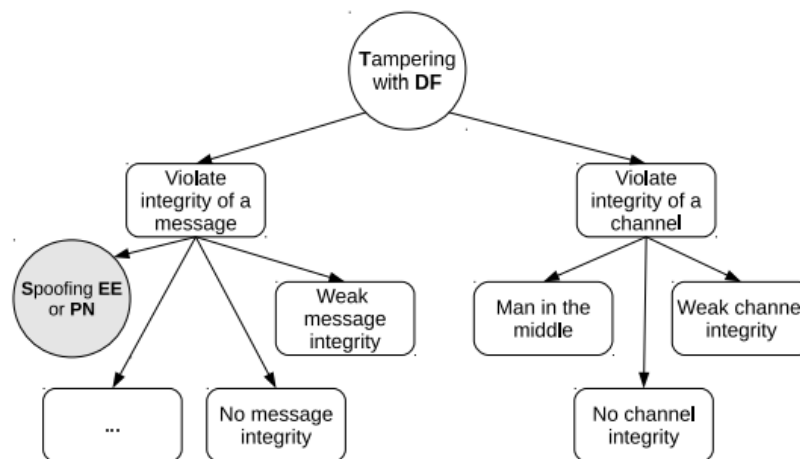 Tampering
with DF
Violate
integrity of a
message
Violate
integrity of a
channel
Spoofing EE
or PN
Weak
message
integrity
Man in the
middle
Weak channel
integrity
...
No message
integrity
No channel
integrity